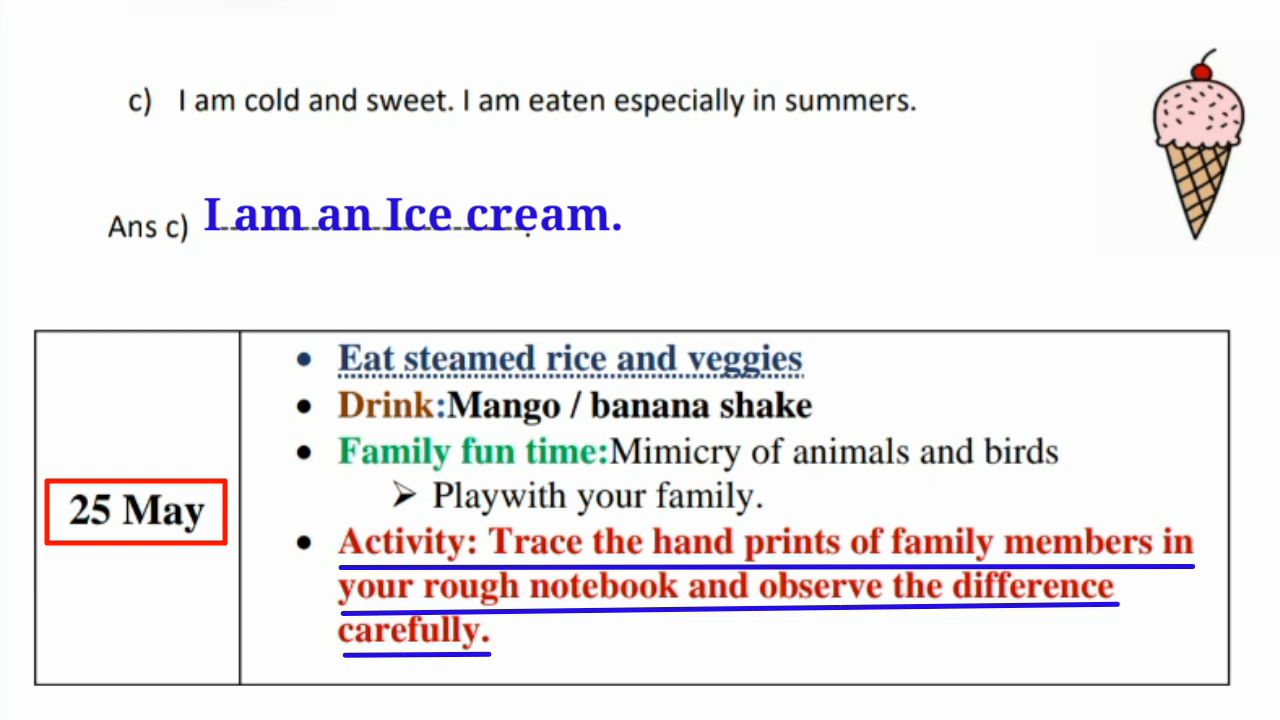 c) I am cold and sweet. I am eaten especially in summers.
Ans c) I am an Ice cream.
• Eat steamed rice and veggies
• Drink:Mango / banana shake
• Family fun time:Mimicry of animals and birds
➢ Playwith your family.
25 May
• Activity: Trace the hand prints of family members in
your rough notebook and observe the difference
carefully.